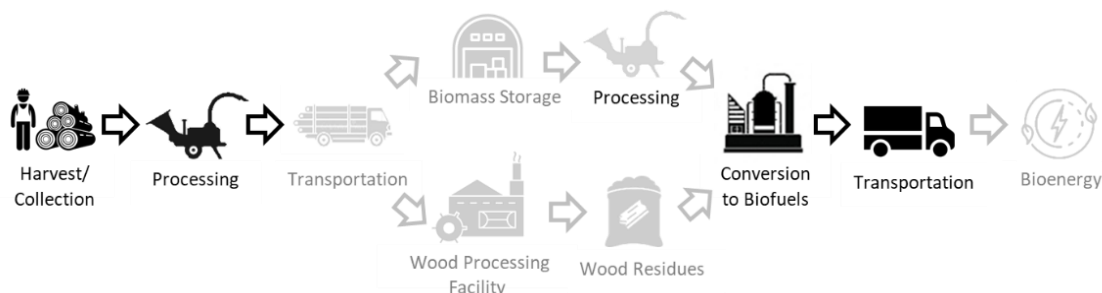 Biomass Storage
Processing
Harvest/
Collection
Processing
Transportation
Conversion
to Biofuels
Transportation
Bioenergy
Wood Processing
Facility
Wood Residues